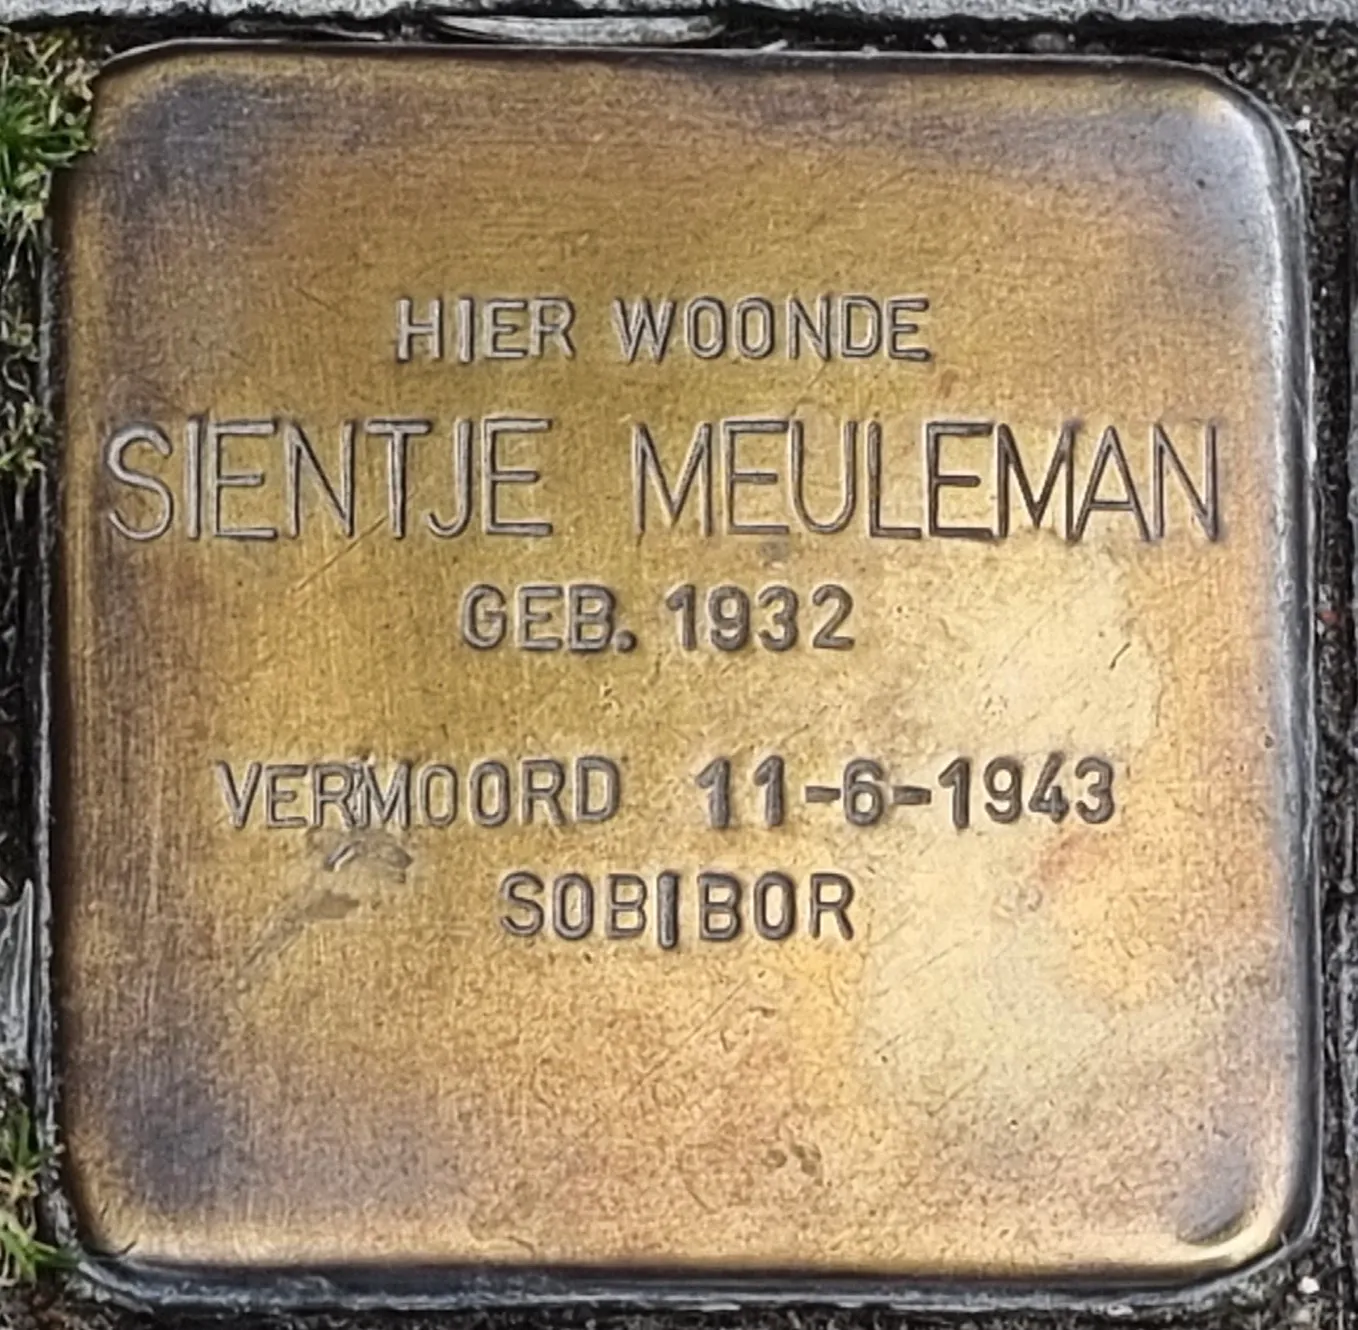 HIER WOONDE
SIENTJE MEULEMAN
GEB. 1932
VERMOORD 11-6-1943
SOBIBOR